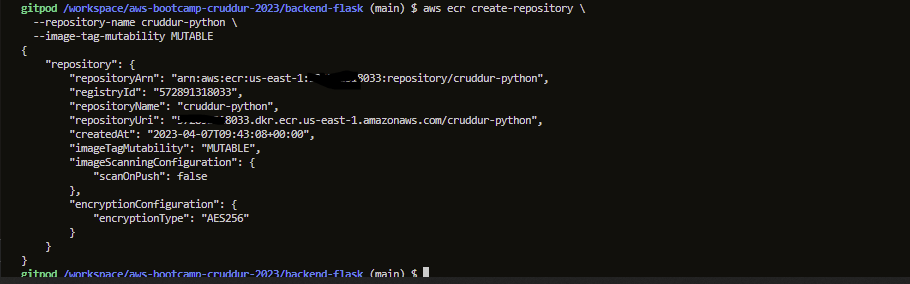 gitpod /workspace/aws-bootcamp-cruddur-2023/backend-flask (main) $ aws ecr create-repository \
  --repository-name cruddur-python \
  --image-tag-mutability MUTABLE
{
    "repository": {
        "repositoryArn": "arn:aws:ecr:us-east-1:8033:repository/cruddur-python",
        "registryId": "572891318033",
        "repositoryName": "cruddur-python",
        "repositoryUri": "8033.dkr.ecr.us-east-1.amazonaws.com/cruddur-python",
        "createdAt": "2023-04-07T09:43:08+00:00",
        "imageTagMutability": "MUTABLE",
        "imageScanningConfiguration": {
            "scanOnPush": false
        },
        "encryptionConfiguration": {
            "encryptionType": "AES256"
        }
    }
}
gitpod /workspace/aws-bootcamp-cruddur-2023/backend-flask (main) $